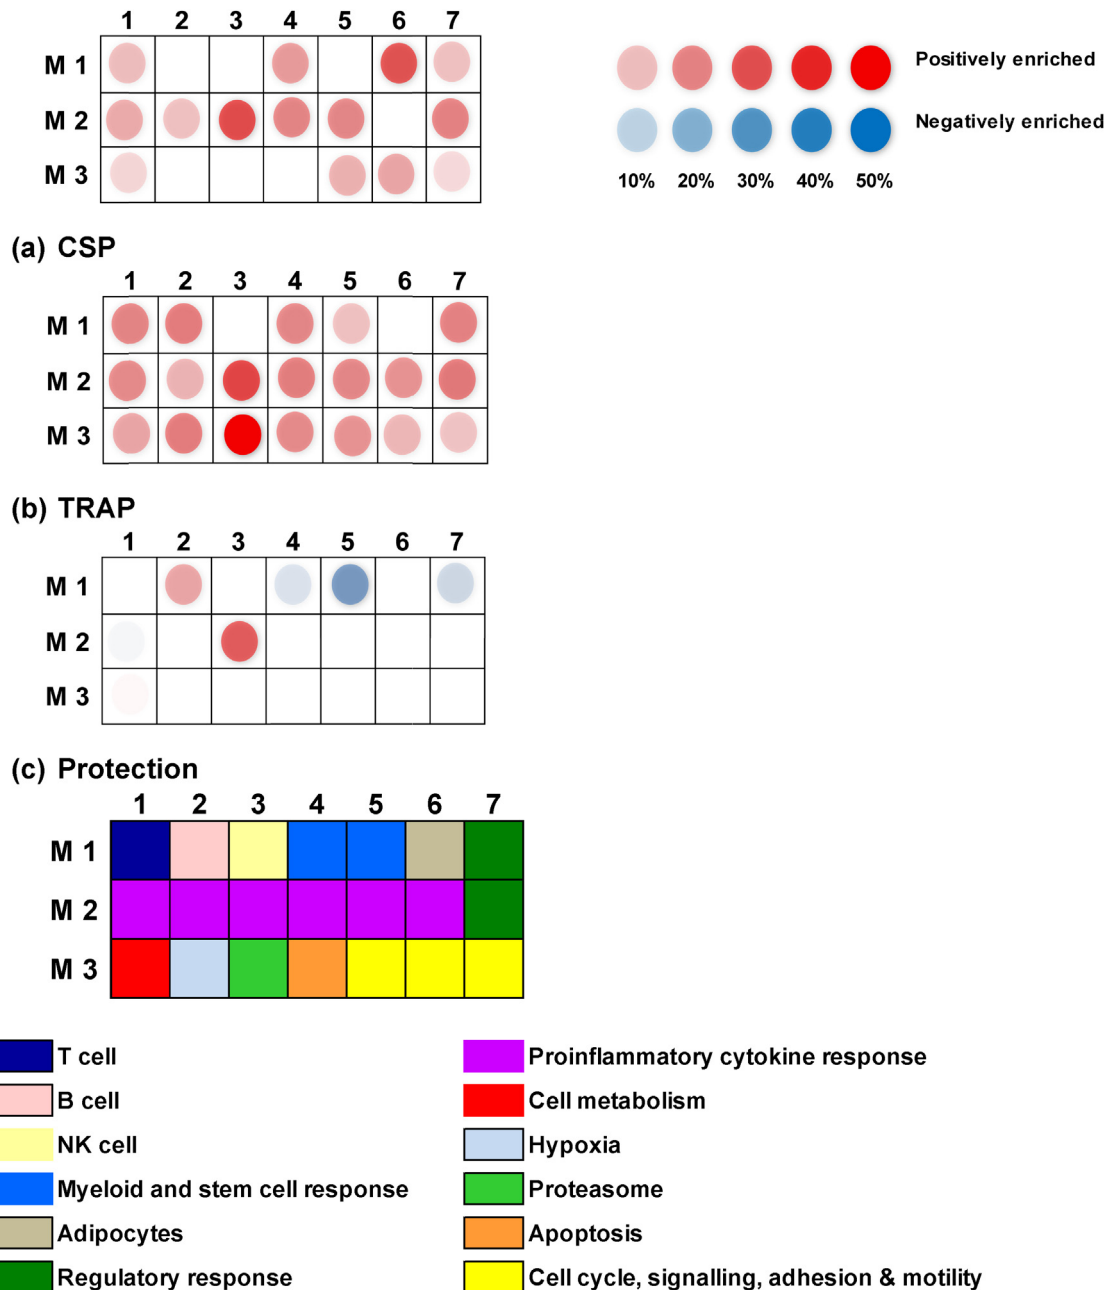 1 2 3 4 5 6 7
M 1
M 2
M 3
Positively enriched
Negatively enriched
10% 20% 30% 40% 50%
(a) CSP
1 2 3 4 5 6 7
M 1
M 2
M 3
(b) TRAP
1 2 3 4 5 6 7
M 1
M 2
M 3
(c) Protection
1 2 3 4 5 6 7
M 1
M 2
M 3
T cell
B cell
NK cell
Myeloid and stem cell response
Adipocytes
Regulatory response
Proinflammatory cytokine response
Cell metabolism
Hypoxia
Proteasome
Apoptosis
Cell cycle, signalling, adhesion & motility